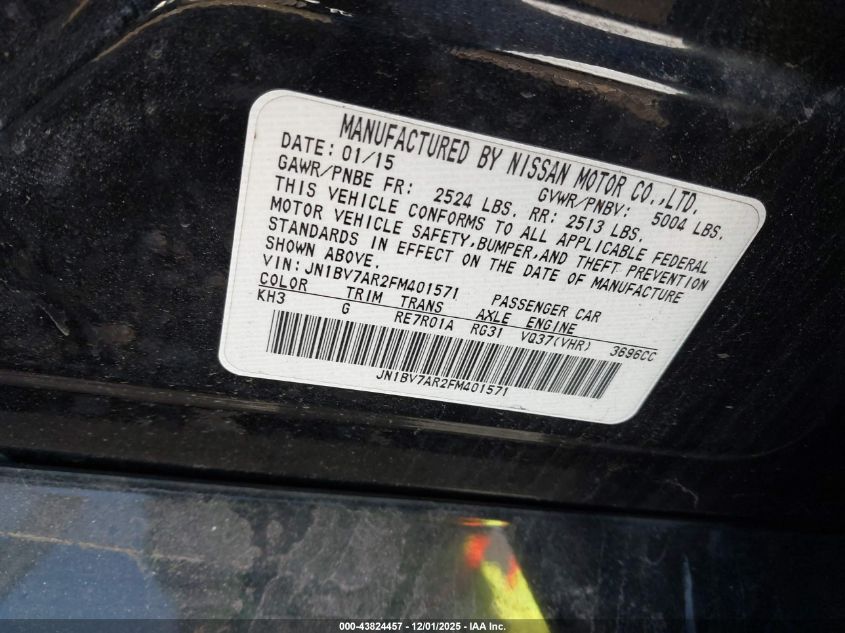 MANUFACTURED BY NISSAN MOTOR CO.,LTD.
DATE: 01/15 GVWR/PNBV: 5004 LBS.
GAWR/PNBE FR: 2524 LBS. RR: 2513 LBS.
THIS VEHICLE CONFORMS TO ALL APPLICABLE FEDERAL
MOTOR VEHICLE SAFETY,BUMPER,AND THEFT PREVENTION
STANDARDS IN EFFECT ON THE DATE OF MANUFACTURE
SHOWN ABOVE.
VIN: JN1BV7AR2FM401571 PASSENGER CAR
COLOR TRIM TRANS AXLE ENGINE
KH3 G RE7R01A RG31 VQ37(VHR) 3696CC
JN1BV7AR2FM401571
000-43824457 - 12/01/2025 - IAA Inc.